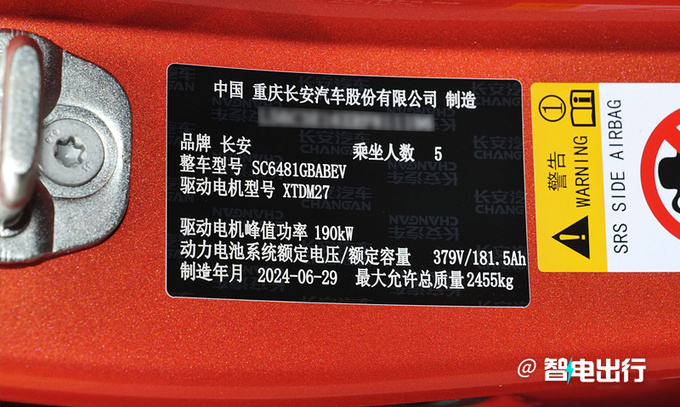 中国 重庆长安汽车股份有限公司 制造
品牌 长安
乘坐人数 5
整车型号 SC6481GBABEV
驱动电机型号 XTDM27
驱动电机峰值功率 190kW
动力电池系统额定电压/额定容量 379V/181.5Ah
制造年月 2024-06-29 最大允许总质量2455kg
警告
WARNING
SRS SIDE AIRBAG
@智电出行